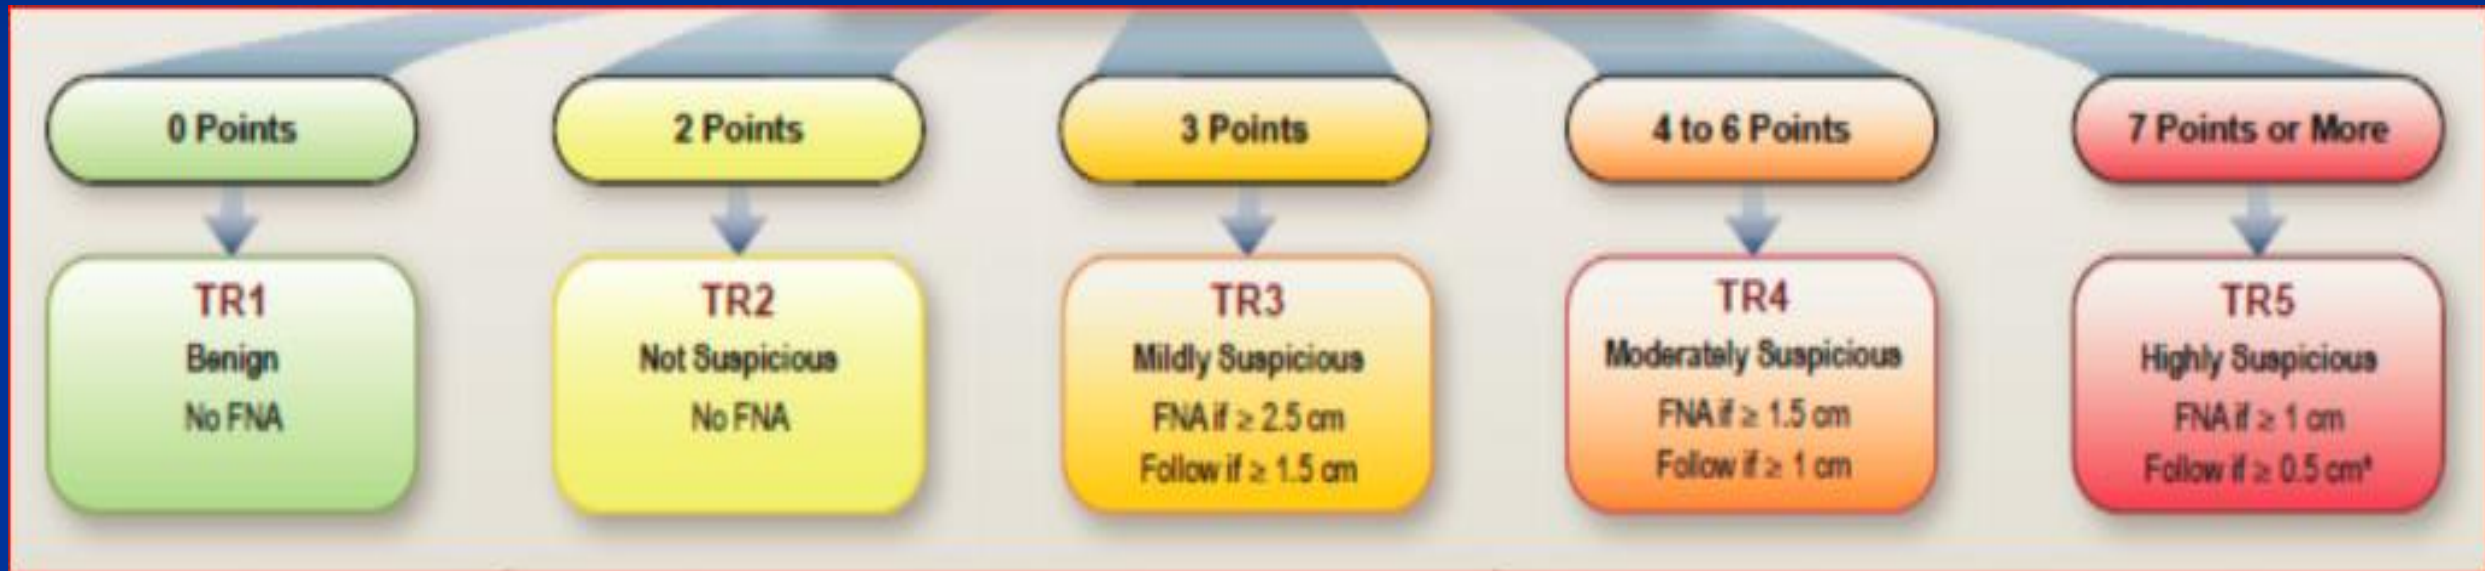 0 Points
2 Points
3 Points
4 to 6 Points
7 Points or More
TR1
Benign
No FNA
TR2
Not Suspicious
No FNA
TR3
Mildly Suspicious
FNA if ≥ 2.5 cm
Follow if ≥ 1.5 cm
TR4
Moderately Suspicious
FNA if ≥ 1.5 cm
Follow if ≥ 1 cm
TR5
Highly Suspicious
FNA if ≥ 1 cm
Follow if ≥ 0.5 cm*